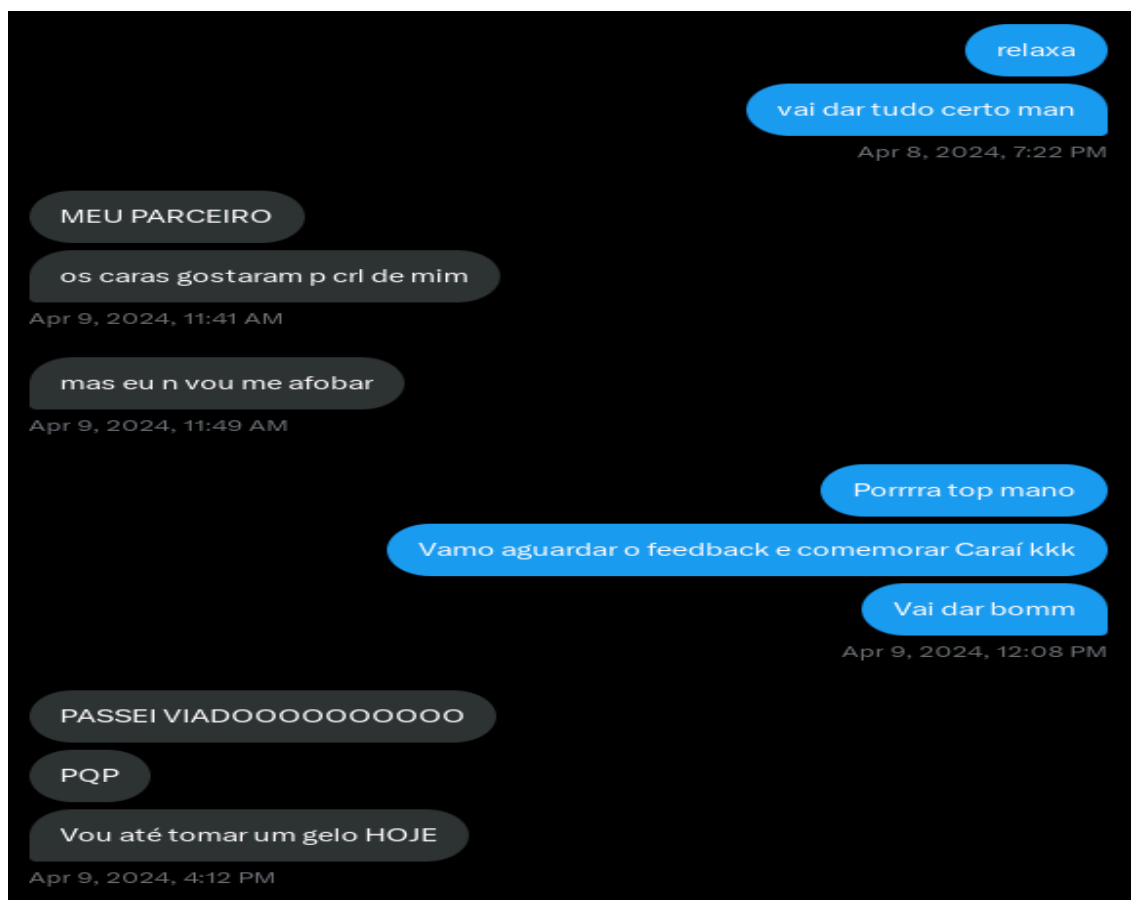 relaxa
vai dar tudo certo man
Apr 8, 2024, 7:22 PM
MEU PARCEIRO
os caras gostaram p crl de mim
Apr 9, 2024, 11:41 AM
mas eu n vou me afobar
Apr 9, 2024, 11:49 AM
Porrrra top mano
Vamo aguardar o feedback e comemorar Caraí kkk
Vai dar bomm
Apr 9, 2024, 12:08 PM
PASSEI VIADOOOOOOOOOO
PQP
Vou até tomar um gelo HOJE
Apr 9, 2024, 4:12 PM